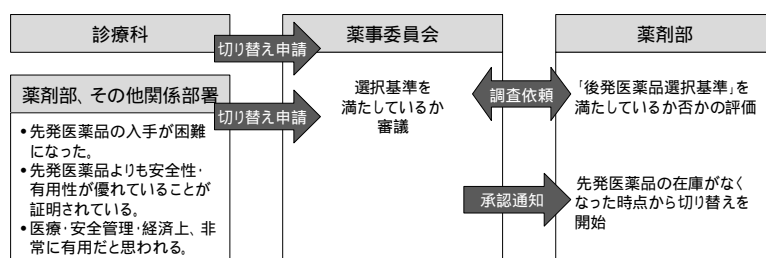 診療科
切り替え申請
薬事委員会
薬剤部
薬剤部、その他関係部署
切り替え申請
•先発医薬品の入手が困難
になった。
•先発医薬品よりも安全性・
有用性が優れていることが
証明されている。
•医療・安全管理・経済上、非
常に有用だと思われる。
選択基準を
満たしているか
審議
調査依頼
「後発医薬品選択基準」を
満たしているか否かの評価
承認通知
先発医薬品の在庫がなく
なった時点から切り替えを
開始